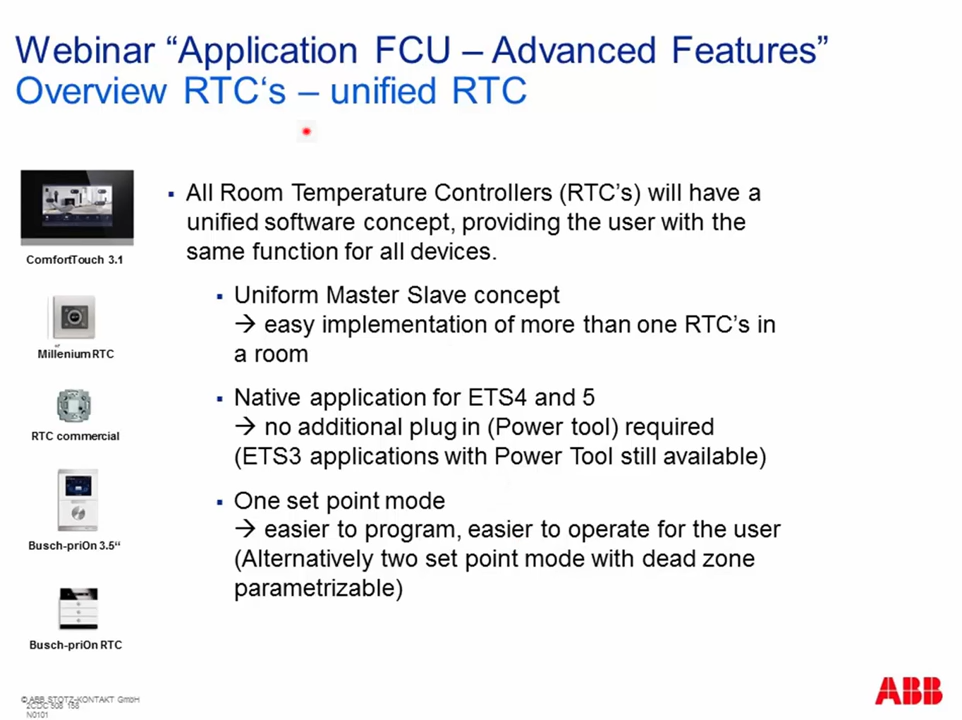 Webinar “Application FCU – Advanced Features”
Overview RTC‘s – unified RTC
▪ All Room Temperature Controllers (RTC’s) will have a
unified software concept, providing the user with the
same function for all devices.
▪ Uniform Master Slave concept
→ easy implementation of more than one RTC’s in
a room
▪ Native application for ETS4 and 5
→ no additional plug in (Power tool) required
(ETS3 applications with Power Tool still available)
▪ One set point mode
→ easier to program, easier to operate for the user
(Alternatively two set point mode with dead zone
parametrizable)
ComfortTouch 3.1
Millenium RTC
RTC commercial
Busch-priOn 3.5“
Busch-priOn RTC
© ABB STOTZ-KONTAKT GmbH
2CDC 508 158
N0101
ABB